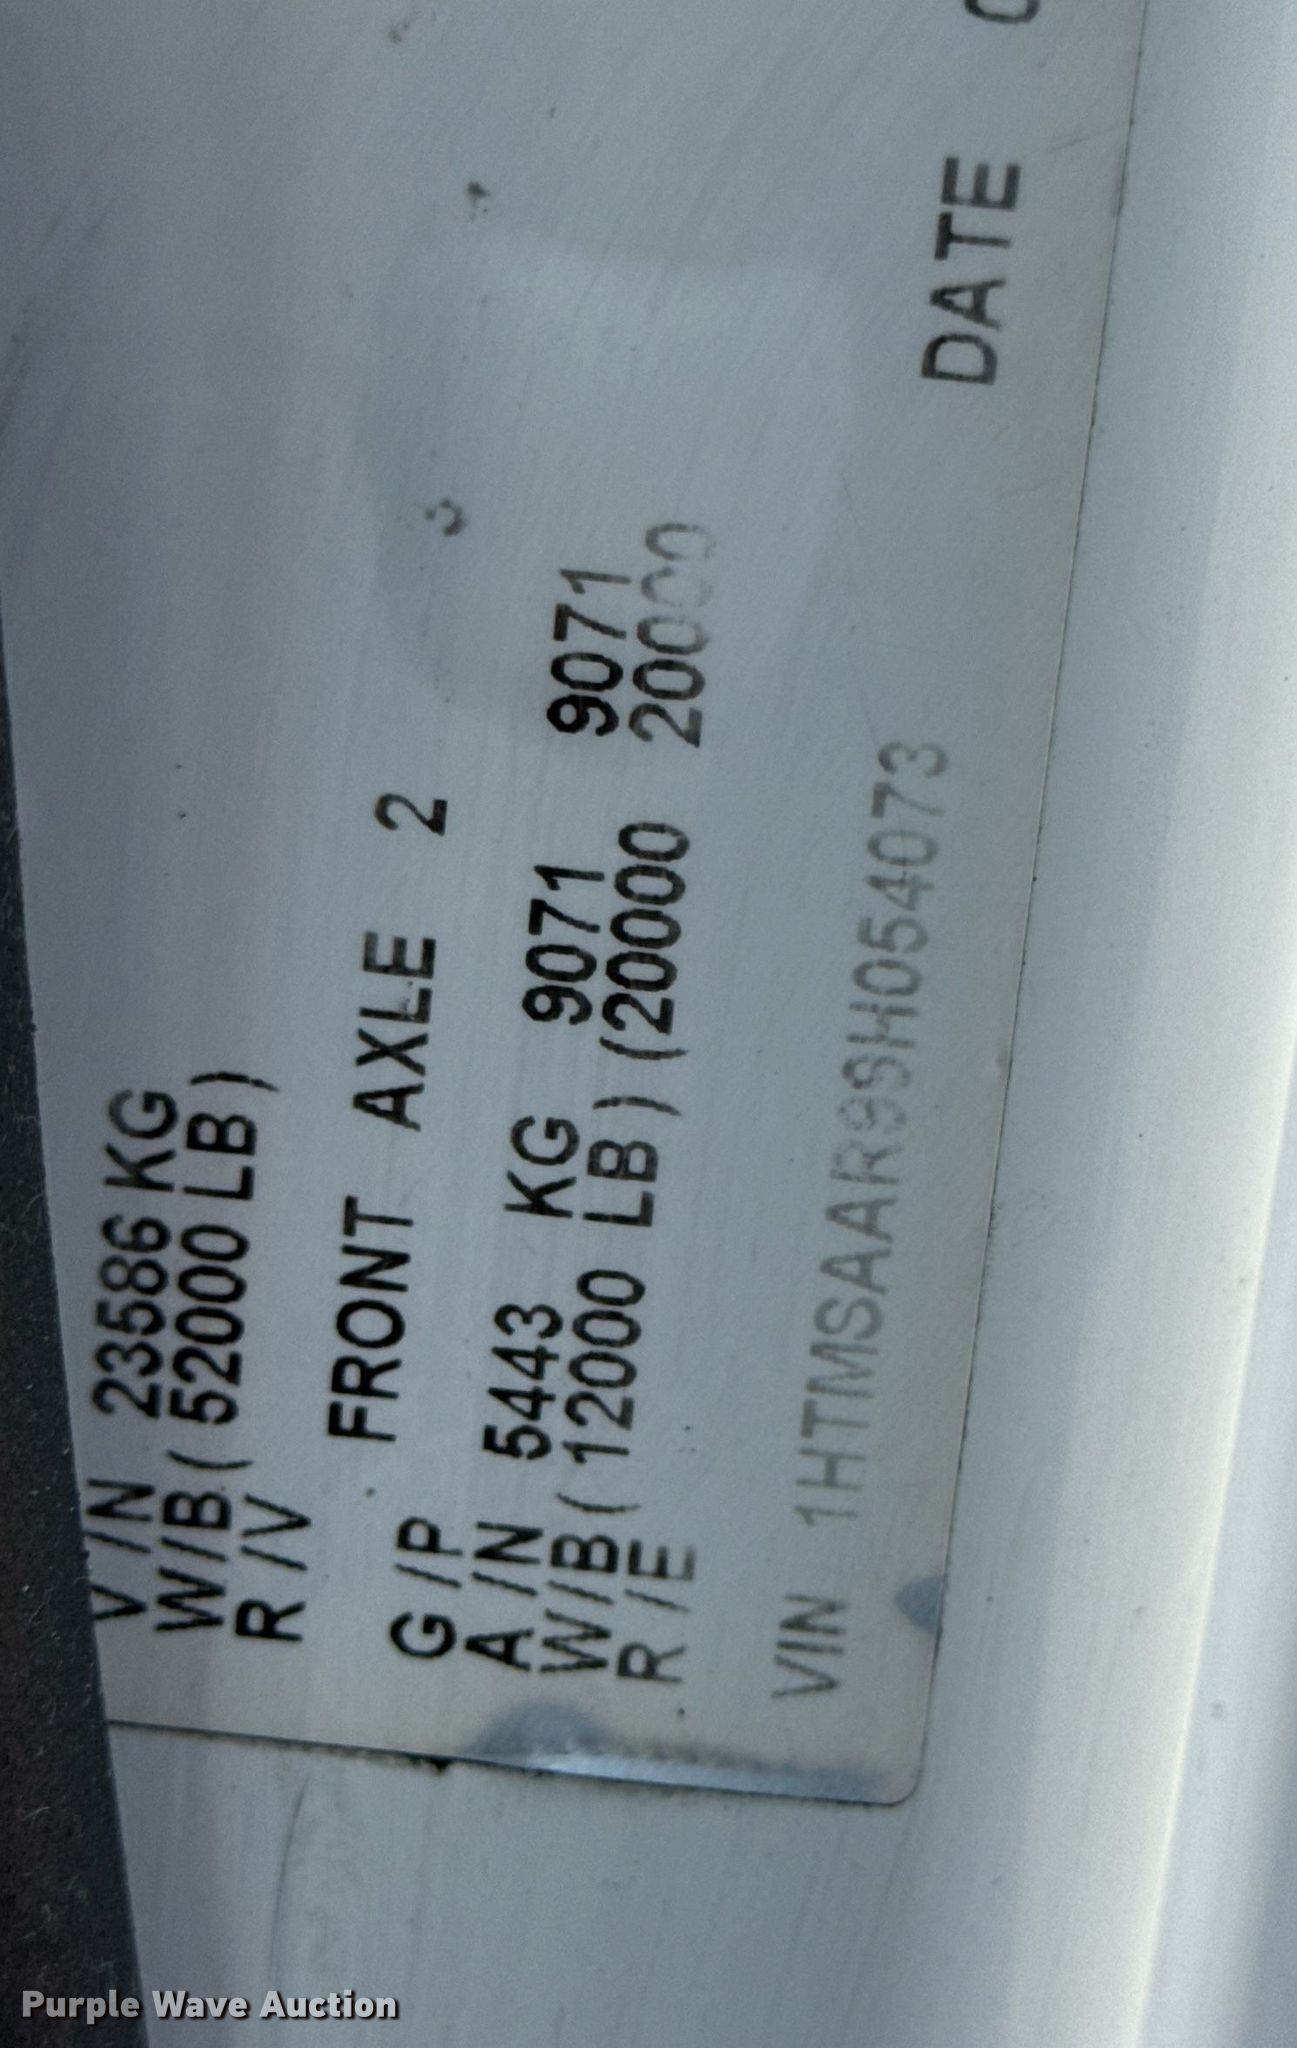 V/N 23586 KG
W/B( 52000 LB)
R/V
G/P FRONT AXLE 2
A/N 5443 KG 9071 9071
W/B( 12000 LB) (20000 20000
R/E
VIN 1HTMSAAR99H054073
DATE
Purple Wave Auction